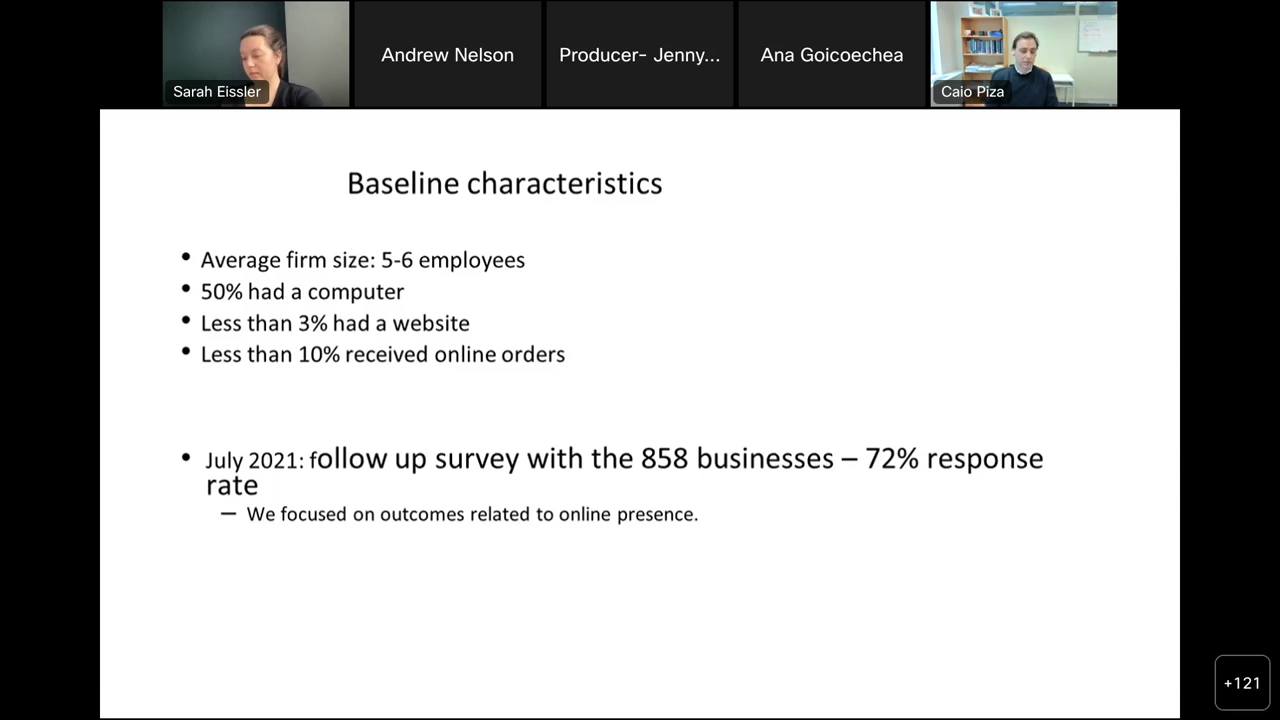 Sarah Eissler
Andrew Nelson
Producer- Jenny...
Ana Goicoechea
Caio Piza
Baseline characteristics
• Average firm size: 5-6 employees
• 50% had a computer
• Less than 3% had a website
• Less than 10% received online orders
• July 2021: follow up survey with the 858 businesses – 72% response
rate
– We focused on outcomes related to online presence.
+121